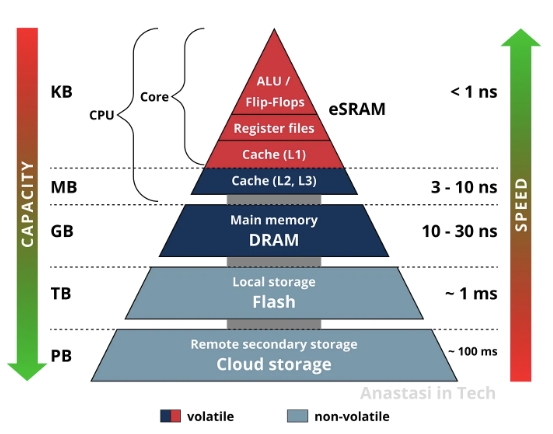 KB
ALU /
Flip-Flops
eSRAM
< 1 ns
Core
CPU
Register files
Cache (L1)
MB
Cache (L2, L3)
3 - 10 ns
CAPACITY
SPEED
GB
Main memory
DRAM
10 - 30 ns
TB
Local storage
Flash
~ 1 ms
PB
Remote secondary storage
Cloud storage
~ 100 ms
Anastasi in Tech
volatile
non-volatile